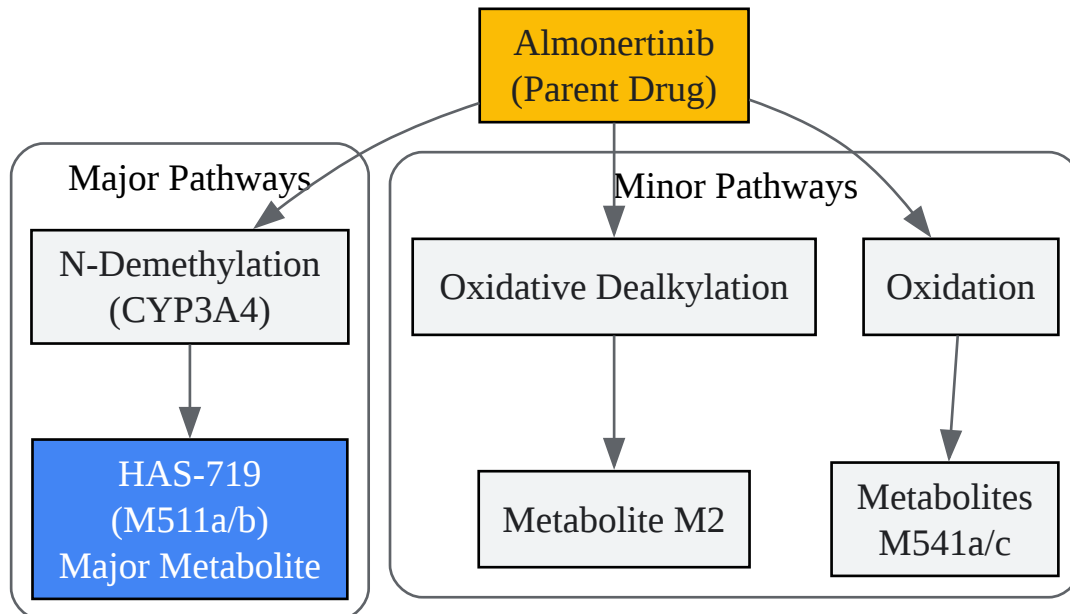 Almonertinib
(Parent Drug)
Major Pathways
Minor Pathways
N-Demethylation
(CYP3A4)
Oxidative Dealkylation
Oxidation
HAS-719
(M511a/b)
Major Metabolite
Metabolite M2
Metabolites
M541a/c